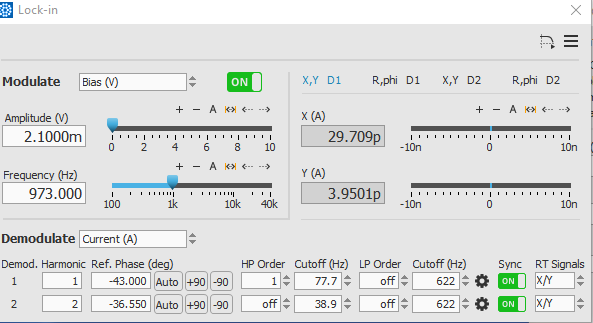 Lock-in
Modulate Bias (V) ON
X,Y D1 R,phi D1 X,Y D2 R,phi D2
Amplitude (V) + − A
2.1000m
0 2 4 6 8 10
X (A) + − A
29.709p
-10n 0 10n
Frequency (Hz) + − A
973.000
100 1k 10k 40k
Y (A)
3.9501p
-10n 0 10n
Demodulate Current (A)
Demod. Harmonic Ref. Phase (deg) HP Order Cutoff (Hz) LP Order Cutoff (Hz) Sync RT Signals
1 1 -43.000 Auto +90 -90 1 77.7 off 622 ON X/Y
2 2 -36.550 Auto +90 -90 off 38.9 off 622 ON X/Y